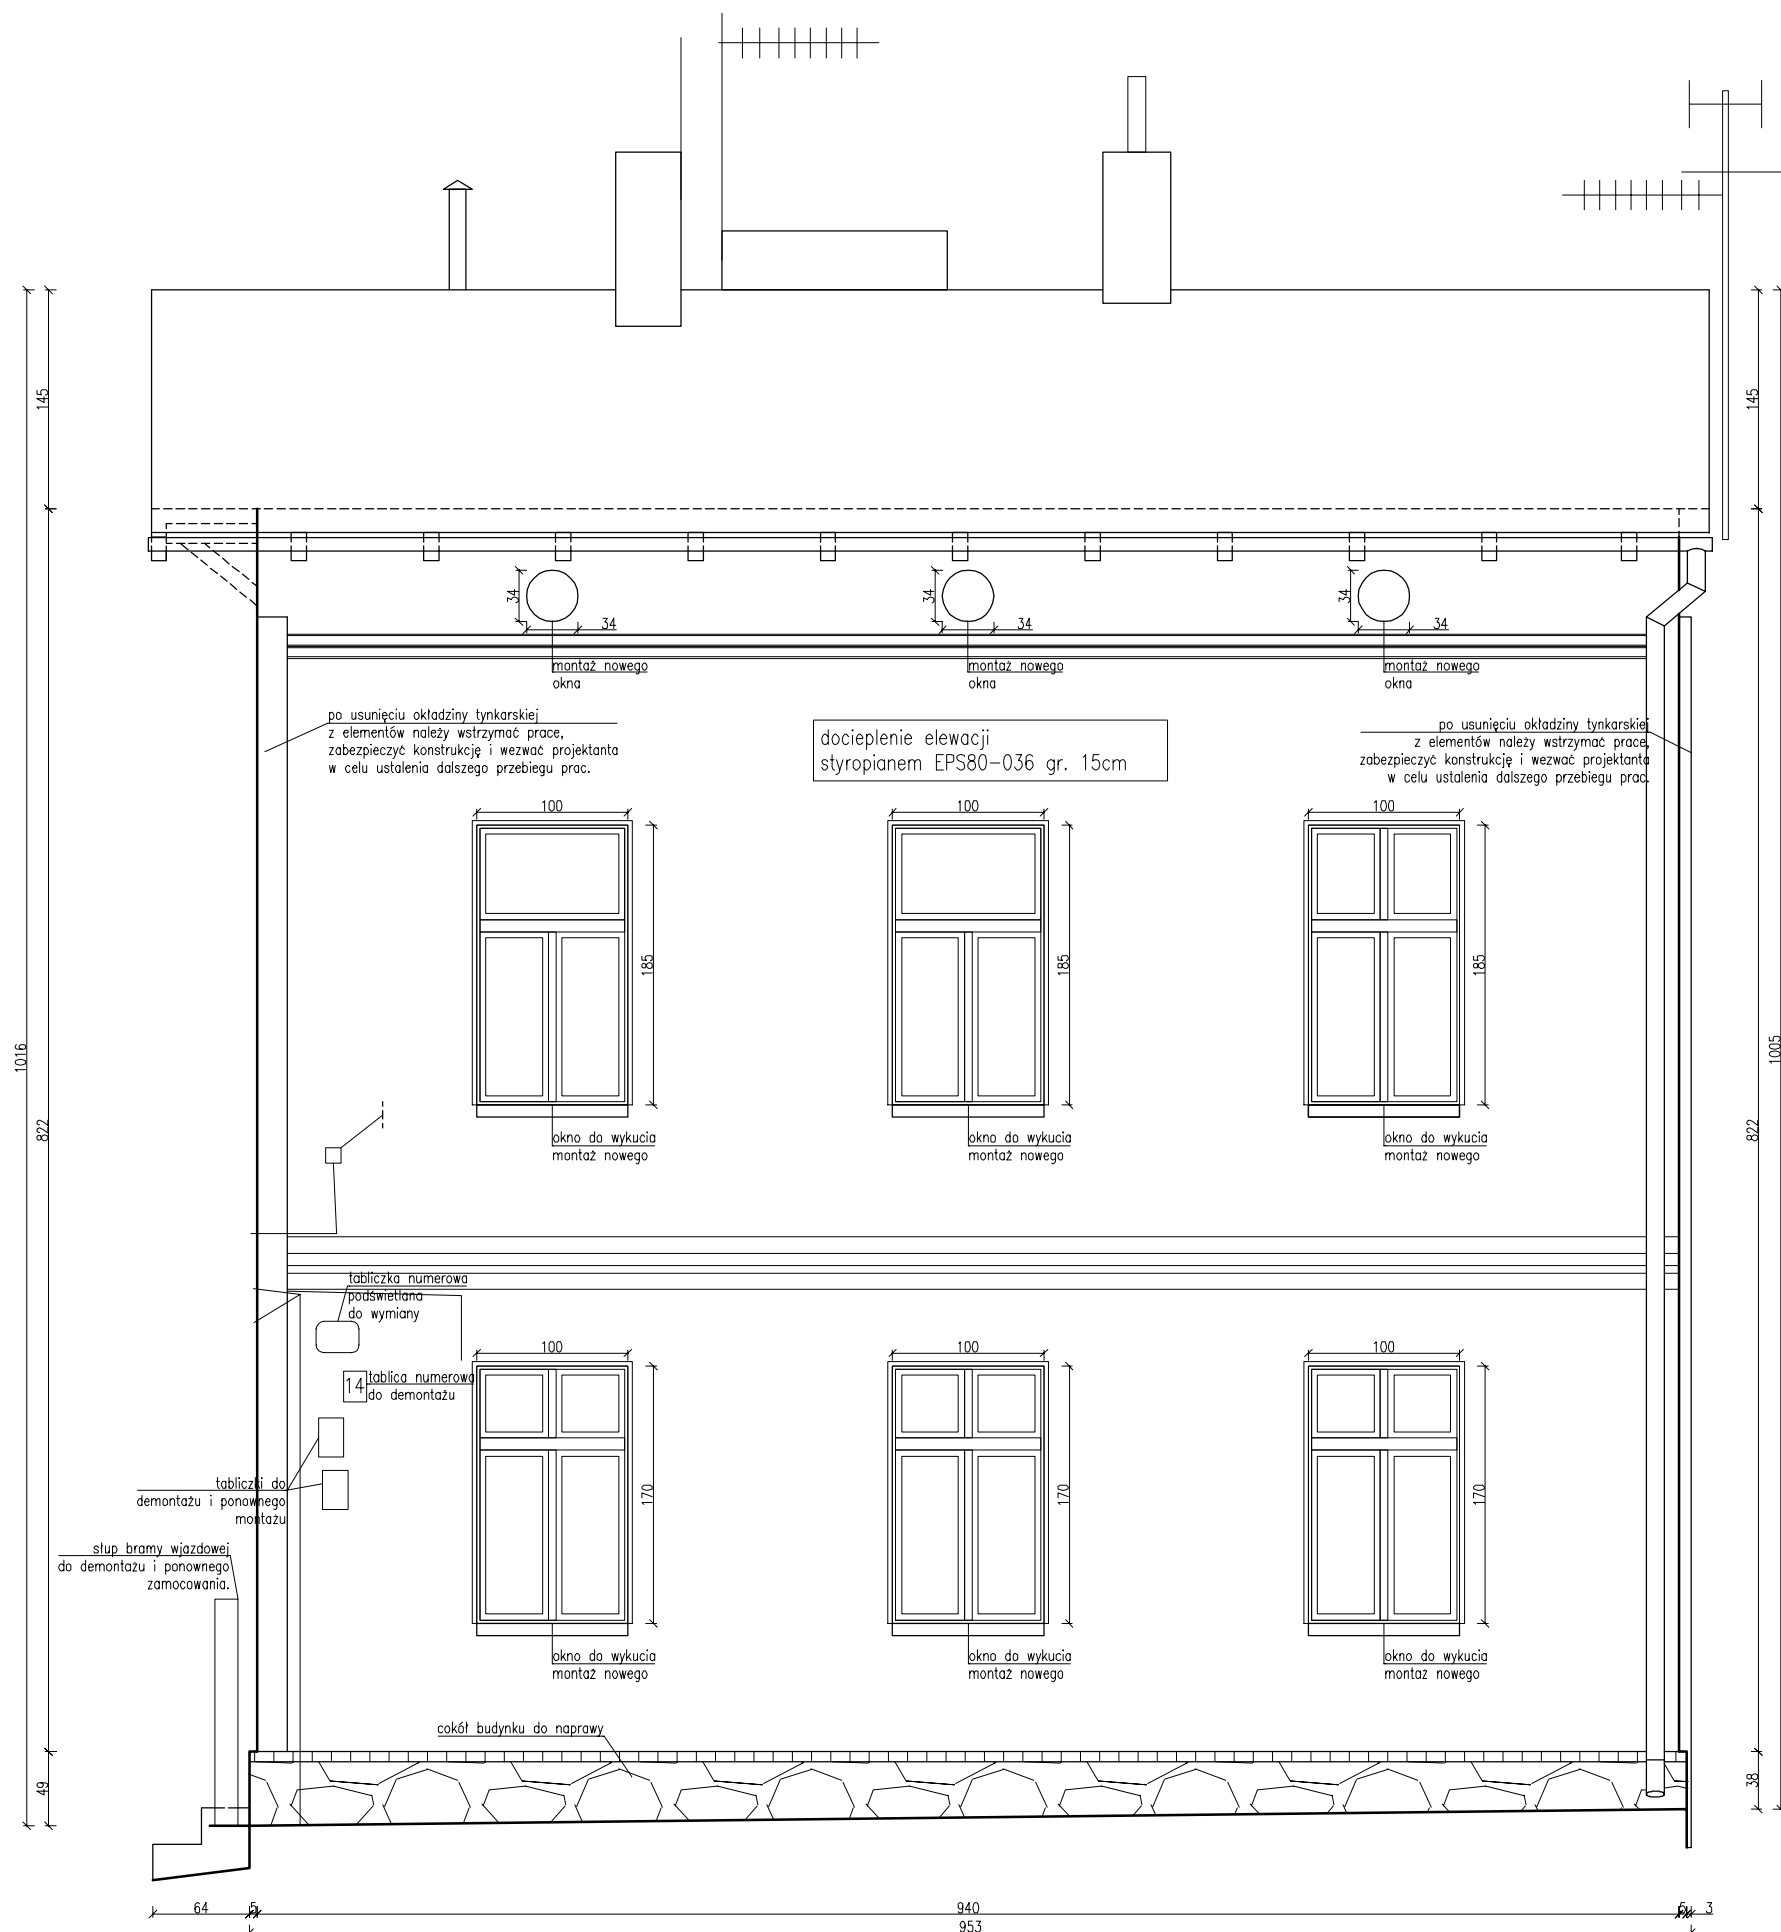 145
145
34
34
34
34
34
34
montaż nowego
okna
montaż nowego
okna
montaż nowego
okna
po usunięciu okładziny tynkarskiej
z elementów należy wstrzymać prace,
zabezpieczyć konstrukcję i wezwać projektanta
w celu ustalenia dalszego przebiegu prac.
docieplenie elewacji
styropianem EPS80-036 gr. 15cm
po usunięciu okładziny tynkarskiej
z elementów należy wstrzymać prace,
zabezpieczyć konstrukcję i wezwać projektanta
w celu ustalenia dalszego przebiegu prac.
100
100
100
185
185
185
1016
822
822
1005
okno do wykucia
montaż nowego
okno do wykucia
montaż nowego
okno do wykucia
montaż nowego
tabliczka numerowa
podświetlana
do wymiany
100
100
100
14
tablica numerowa
do demontażu
170
170
170
tabliczki do
demontażu i ponownego
montażu
słup bramy wjazdowej
do demontażu i ponownego
zamocowania.
okno do wykucia
montaż nowego
okno do wykucia
montaż nowego
okno do wykucia
montaż nowego
cokół budynku do naprawy
49
38
64
5
940
5
3
953